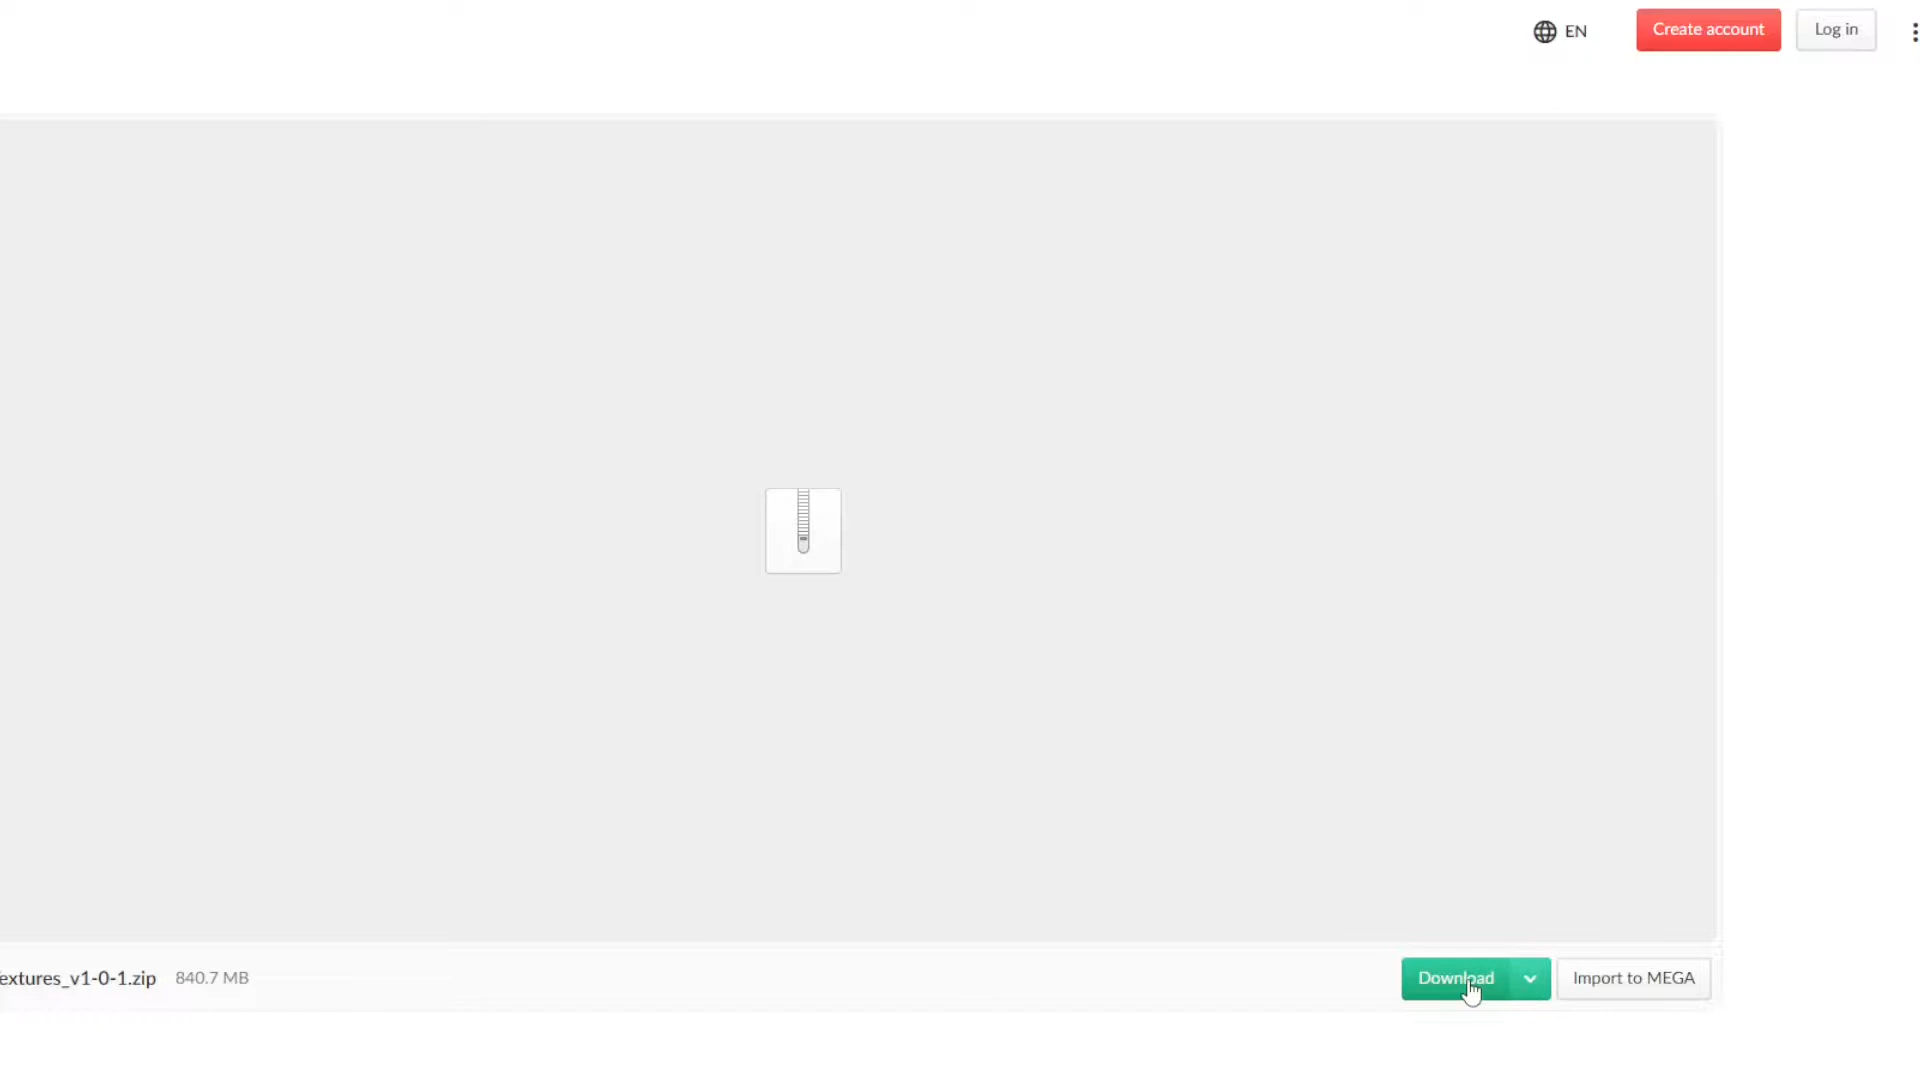 EN
Create account
Log in
extures_v1-0-1.zip 840.7 MB
Download
Import to MEGA